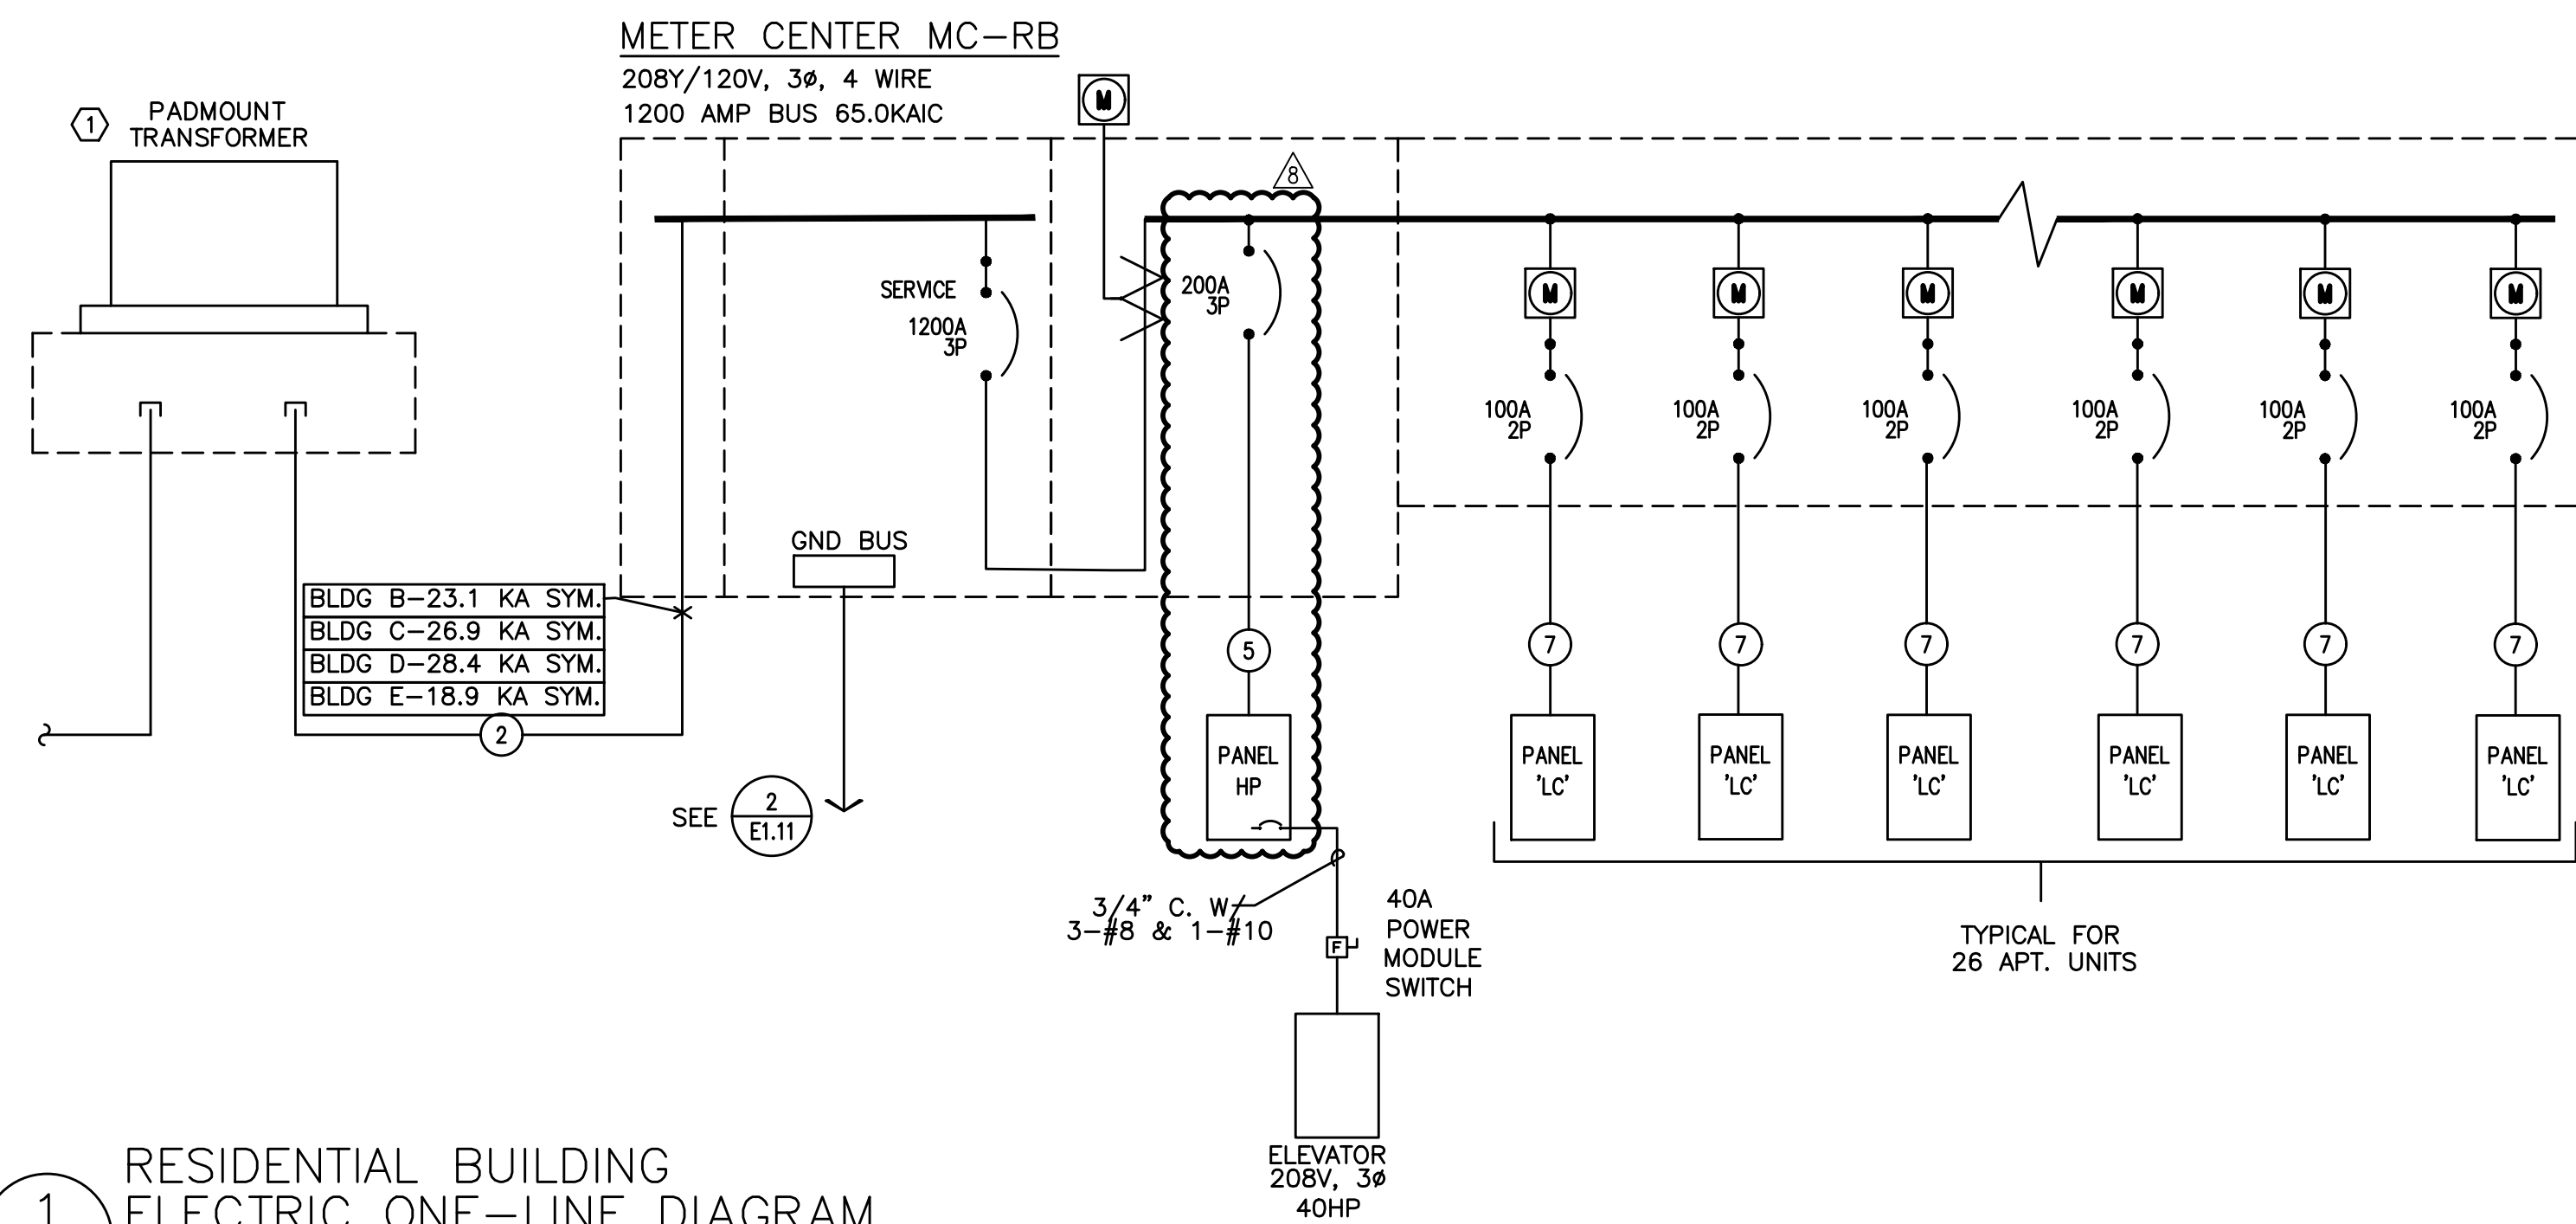 METER CENTER MC-RB
208Y/120V, 3ø, 4 WIRE
1200 AMP BUS 65.0KAIC
1
PADMOUNT
TRANSFORMER
M
8
SERVICE
1200A
3P
200A
3P
M
M
M
M
M
M
100A
2P
100A
2P
100A
2P
100A
2P
100A
2P
100A
2P
GND BUS
BLDG B-23.1 KA SYM.
BLDG C-26.9 KA SYM.
BLDG D-28.4 KA SYM.
BLDG E-18.9 KA SYM.
2
5
7
7
7
7
7
7
SEE
2
E1.11
PANEL
HP
PANEL
'LC'
PANEL
'LC'
PANEL
'LC'
PANEL
'LC'
PANEL
'LC'
PANEL
'LC'
3/4" C. W/
3-#8 & 1-#10
F
40A
POWER
MODULE
SWITCH
TYPICAL FOR
26 APT. UNITS
ELEVATOR
208V, 3ø
40HP
1
RESIDENTIAL BUILDING
ELECTRIC ONE-LINE DIAGRAM